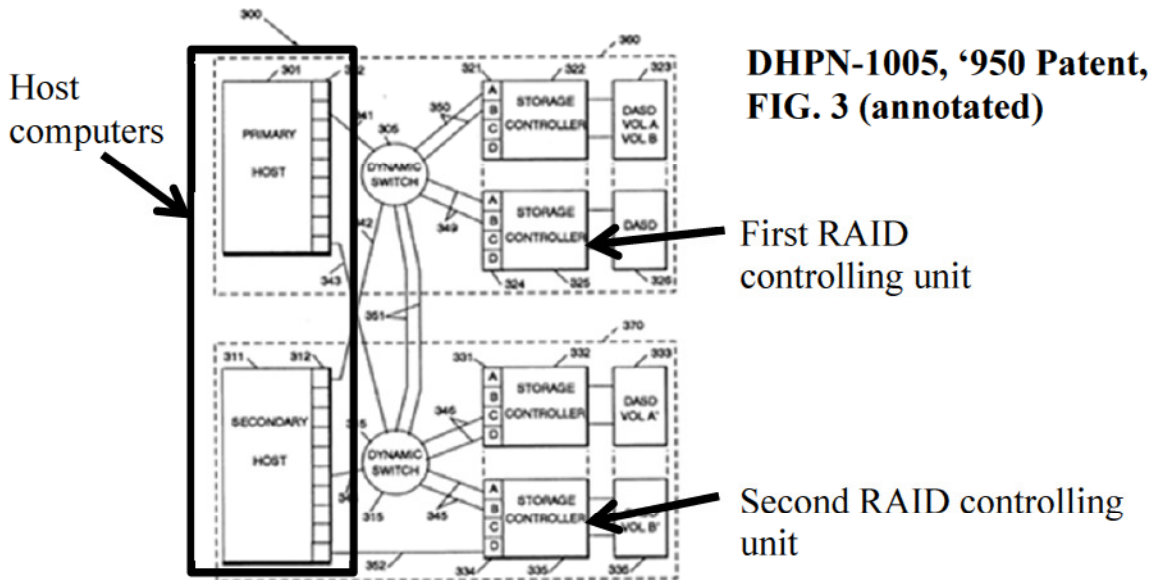 300
360
DHPN-1005, ‘950 Patent,
FIG. 3 (annotated)
Host
computers
301
321
322
323
341
350
305
PRIMARY
HOST
DYNAMIC
SWITCH
A
B
C
D
STORAGE
CONTROLLER
DASD
VOL A
VOL B
A
B
C
D
STORAGE
CONTROLLER
DASD
349
343
324
325
326
First RAID
controlling unit
351
370
311
312
331
332
333
SECONDARY
HOST
A
B
C
D
STORAGE
CONTROLLER
DASD
VOL A'
346
DYNAMIC
SWITCH
315
A
B
C
D
STORAGE
CONTROLLER
VOL B'
345
352
334
335
336
Second RAID controlling
unit